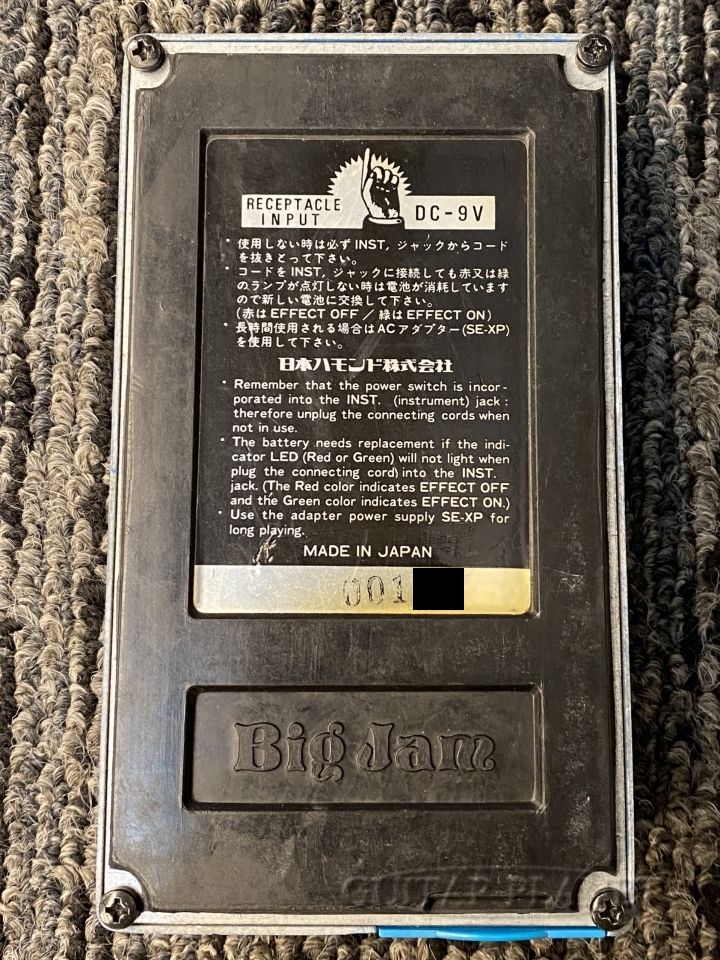 RECEPTACLE
INPUT
DC-9V
・使用しない時は必ずINST, ジャックからコード
を抜きとって下さい。
・コードをINST, ジャックに接続しても赤又は緑
のランプが点灯しない時は電池が消耗しています
ので新しい電池に交換して下さい。
(赤はEFFECT OFF / 緑はEFFECT ON)
・長時間使用される場合はACアダプター(SE-XP)
を使用して下さい。
日本ハモンド株式会社
・Remember that the power switch is incor-
porated into the INST. (instrument) jack :
therefore unplug the connecting cords when
not in use.
・The battery needs replacement if the indi-
cator LED (Red or Green) will not light when
plug the connecting cord) into the INST.
jack. (The Red color indicates EFFECT OFF
and the Green color indicates EFFECT ON.)
・Use the adapter power supply SE-XP for
long playing.
MADE IN JAPAN
001
Big Jam
GUITAR PLANET